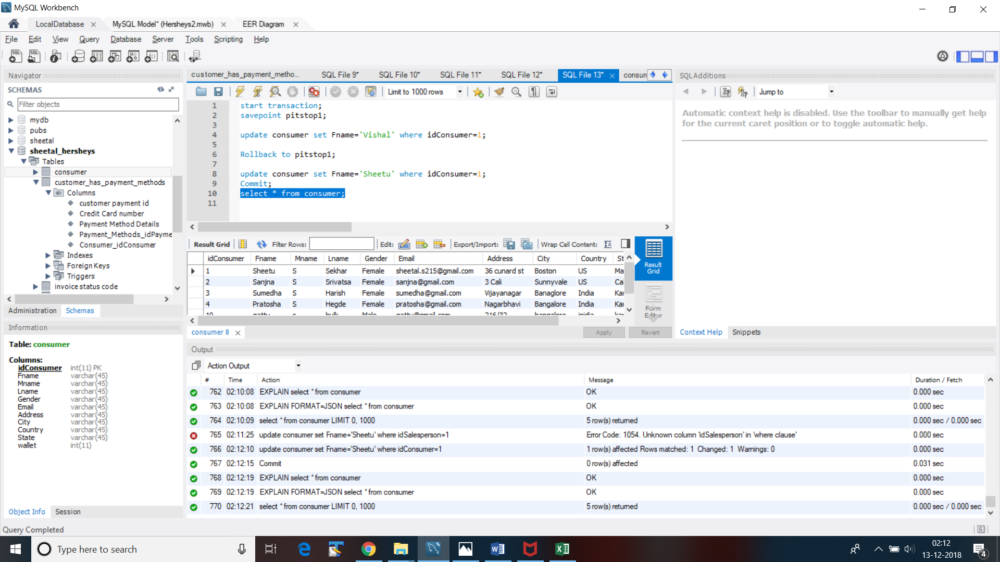 MySQL Workbench
LocalDatabase
MySQL Model* (Hersheys2.mwb)
EER Diagram
File Edit View Query Database Server Tools Scripting Help
Navigator
SCHEMAS
Filter objects
mydb
pubs
sheetal
sheetal_hersheys
Tables
consumer
customer_has_payment_methods
Columns
customer payment id
Credit Card number
Payment Method Details
Payment_Methods_idPayme
Consumer_idConsumer
Indexes
Foreign Keys
Triggers
invoice status code
Administration Schemas
Information
Table: consumer
Columns:
idConsumer int(11) PK
Fname varchar(45)
Mname varchar(45)
Lname varchar(45)
Gender varchar(45)
Email varchar(45)
Address varchar(45)
City varchar(45)
Country varchar(45)
State varchar(45)
wallet int(11)
Object Info Session
Query Completed
customer_has_payment_metho... SQL File 9* SQL File 10* SQL File 11* SQL File 12* SQL File 13* consun
Limit to 1000 rows
1 start transaction;
2 savepoint pitstop1;
3
4 update consumer set Fname='Vishal' where idConsumer=1;
5
6 Rollback to pitstop1;
7
8 update consumer set Fname='Sheetu' where idConsumer=1;
9 Commit;
10 select * from consumer;
11
Result Grid Filter Rows: Edit: Export/Import: Wrap Cell Content:
idConsumer Fname Mname Lname Gender Email Address City Country St
1 Sheetu S Sekhar Female sheetal.s215@gmail.com 36 cunard st Boston US Ma
2 Sanjna S Srivatsa Female sanjna@gmail.com 3 Cali Sunnyvale US Ca
3 Sumedha S Harish Female sumedha@gmail.com Vijayanagar Banaglore India Kar
4 Pratosha S Hegde Female pratosha@gmail.com Nagarbhavi Bangalore India Kar
10 gattu s hulk Male gattu@gmail.com 216/32 bangalore inidia kar
Result Grid
Form Editor
consumer 8
Apply Revert
SQLAdditions
Jump to
Automatic context help is disabled. Use the toolbar to manually get help
for the current caret position or to toggle automatic help.
Context Help Snippets
Output
Action Output
# Time Action Message Duration / Fetch
762 02:10:08 EXPLAIN select * from consumer OK 0.000 sec
763 02:10:08 EXPLAIN FORMAT=JSON select * from consumer OK 0.000 sec
764 02:10:09 select * from consumer LIMIT 0, 1000 5 row(s) returned 0.000 sec / 0.000 sec
765 02:11:25 update consumer set Fname='Sheetu' where idSalesperson=1 Error Code: 1054. Unknown column 'idSalesperson' in 'where clause' 0.000 sec
766 02:12:10 update consumer set Fname='Sheetu' where idConsumer=1 1 row(s) affected Rows matched: 1 Changed: 1 Warnings: 0 0.000 sec
767 02:12:15 Commit 0 row(s) affected 0.031 sec
768 02:12:19 EXPLAIN select * from consumer OK 0.000 sec
769 02:12:19 EXPLAIN FORMAT=JSON select * from consumer OK 0.000 sec
770 02:12:21 select * from consumer LIMIT 0, 1000 5 row(s) returned 0.000 sec / 0.000 sec
Type here to search
02:12
13-12-2018
4